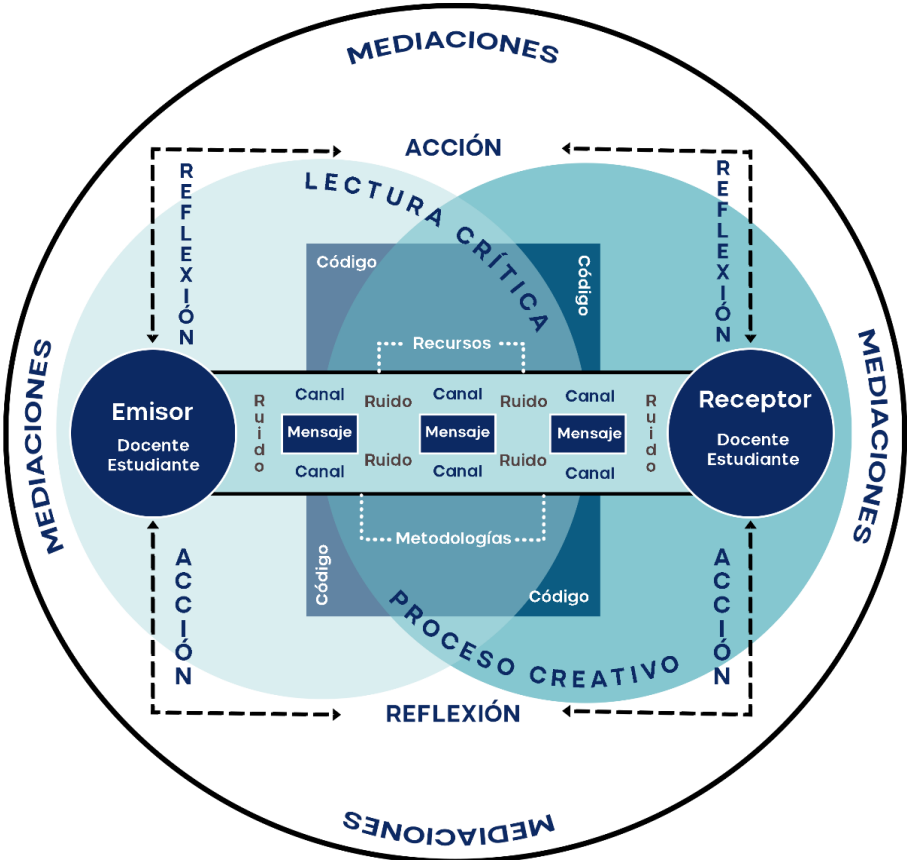 MEDIACIONES
ACCIÓN
REFLEXIÓN
REFLEXIÓN
LECTURA CRÍTICA
Código
Código
Recursos
MEDIACIONES
MEDIACIONES
Emisor
Docente
Estudiante
Ruido
Canal
Mensaje
Canal
Ruido
Ruido
Canal
Mensaje
Canal
Ruido
Ruido
Canal
Mensaje
Canal
Ruido
Receptor
Docente
Estudiante
Metodologías
Código
Código
ACCIÓN
ACCIÓN
PROCESO CREATIVO
REFLEXIÓN
MEDIACIONES